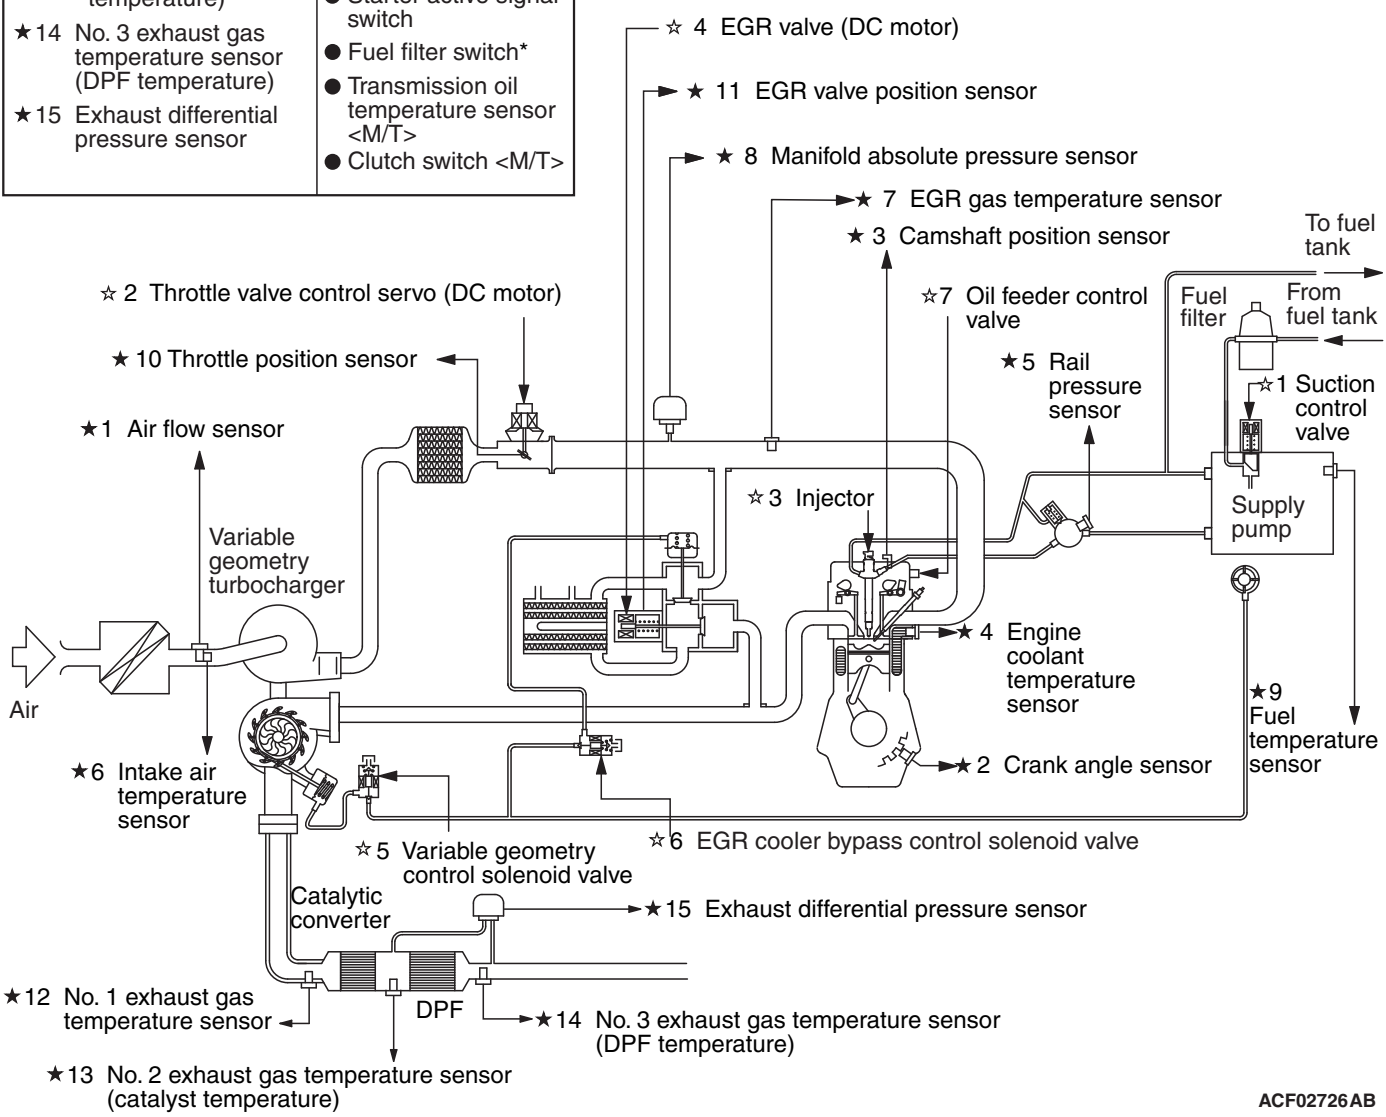 temperature)
★14 No. 3 exhaust gas
temperature sensor
(DPF temperature)
★15 Exhaust differential
pressure sensor
● Starter active signal
switch
● Fuel filter switch*
● Transmission oil
temperature sensor
<M/T>
● Clutch switch <M/T>
☆ 4 EGR valve (DC motor)
★ 11 EGR valve position sensor
★ 8 Manifold absolute pressure sensor
★ 7 EGR gas temperature sensor
★ 3 Camshaft position sensor
To fuel
tank
☆ 2 Throttle valve control servo (DC motor)
☆7 Oil feeder control
valve
Fuel
filter
From
fuel tank
★ 10 Throttle position sensor
★5 Rail
pressure
sensor
☆1 Suction
control
valve
★1 Air flow sensor
☆3 Injector
Supply
pump
Variable
geometry
turbocharger
Air
★ 4 Engine
coolant
temperature
sensor
★9
Fuel
temperature
sensor
★6 Intake air
temperature
sensor
★ 2 Crank angle sensor
☆5 Variable geometry
control solenoid valve
☆6 EGR cooler bypass control solenoid valve
Catalytic
converter
★15 Exhaust differential pressure sensor
★12 No. 1 exhaust gas
temperature sensor
DPF
★14 No. 3 exhaust gas temperature sensor
(DPF temperature)
★13 No. 2 exhaust gas temperature sensor
(catalyst temperature)
ACF02726AB